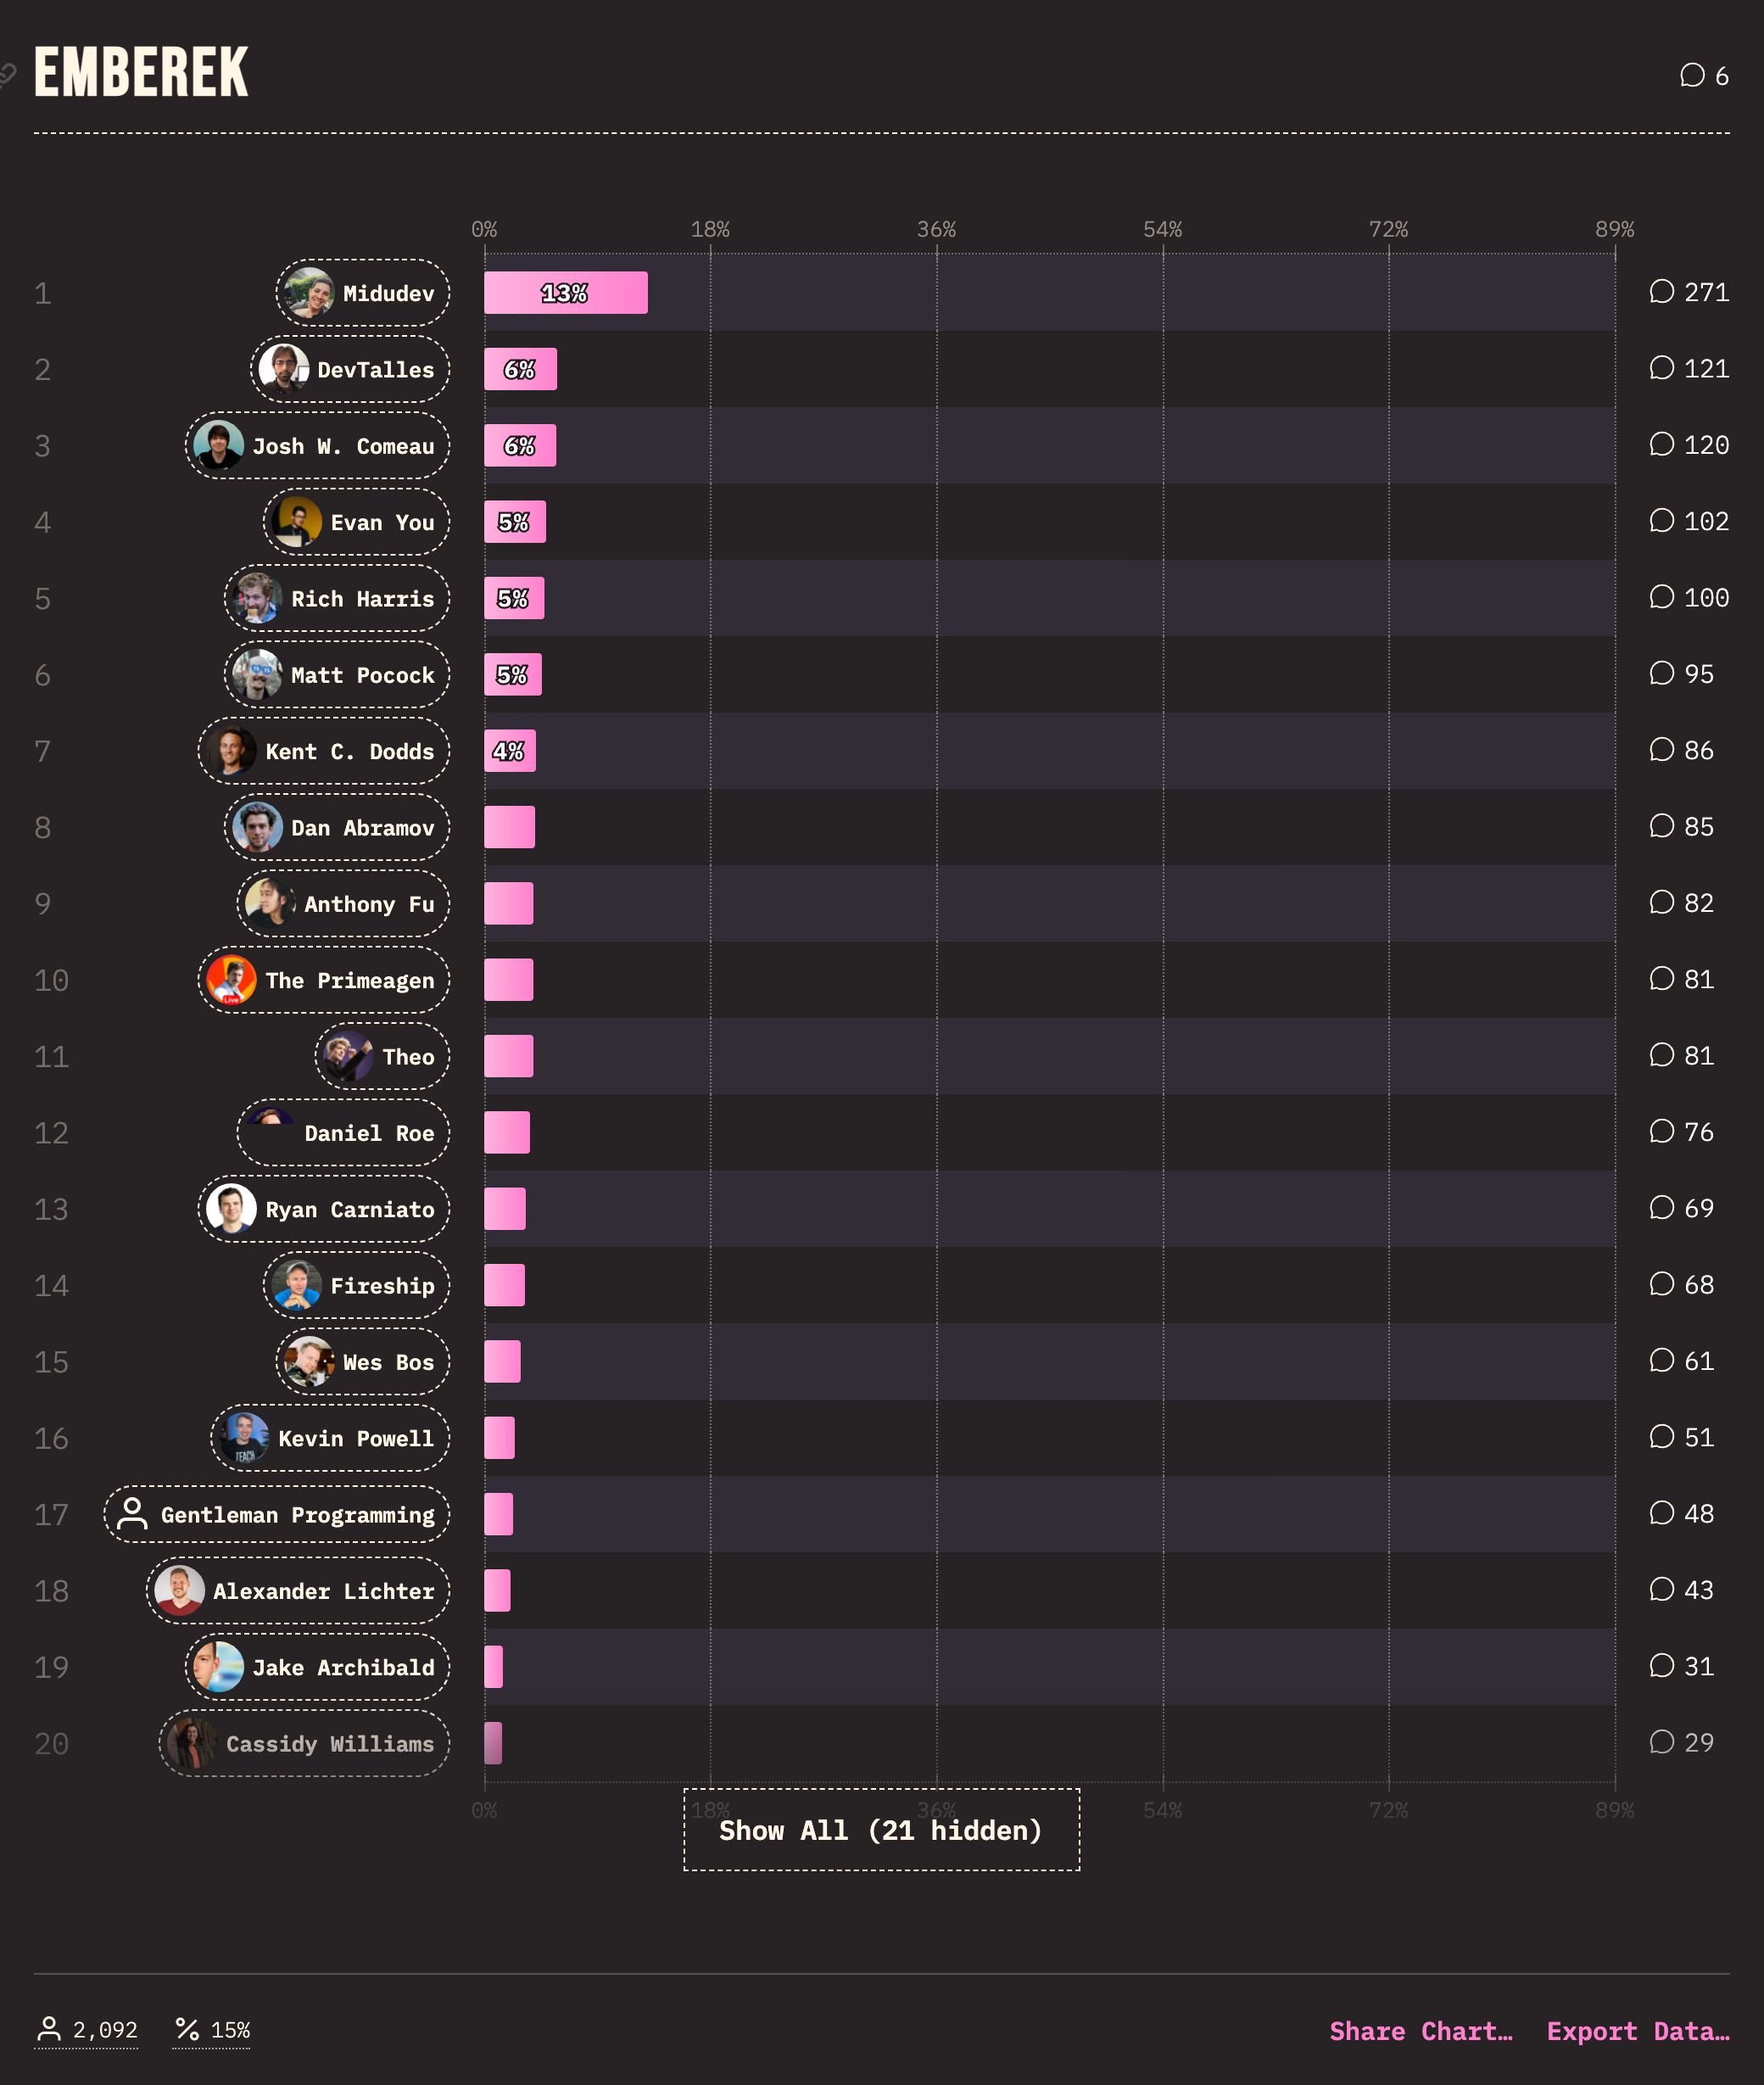 EMBEREK
6
0% 18% 36% 54% 72% 89%
1 Midudev 13% 271
2 DevTalles 6% 121
3 Josh W. Comeau 6% 120
4 Evan You 5% 102
5 Rich Harris 5% 100
6 Matt Pocock 5% 95
7 Kent C. Dodds 4% 86
8 Dan Abramov 85
9 Anthony Fu 82
10 The Primeagen 81
11 Theo 81
12 Daniel Roe 76
13 Ryan Carniato 69
14 Fireship 68
15 Wes Bos 61
16 Kevin Powell 51
17 Gentleman Programming 48
18 Alexander Lichter 43
19 Jake Archibald 31
20 Cassidy Williams 29
0% 18% 36% 54% 72% 89%
Show All (21 hidden)
2,092 15% Share Chart… Export Data…